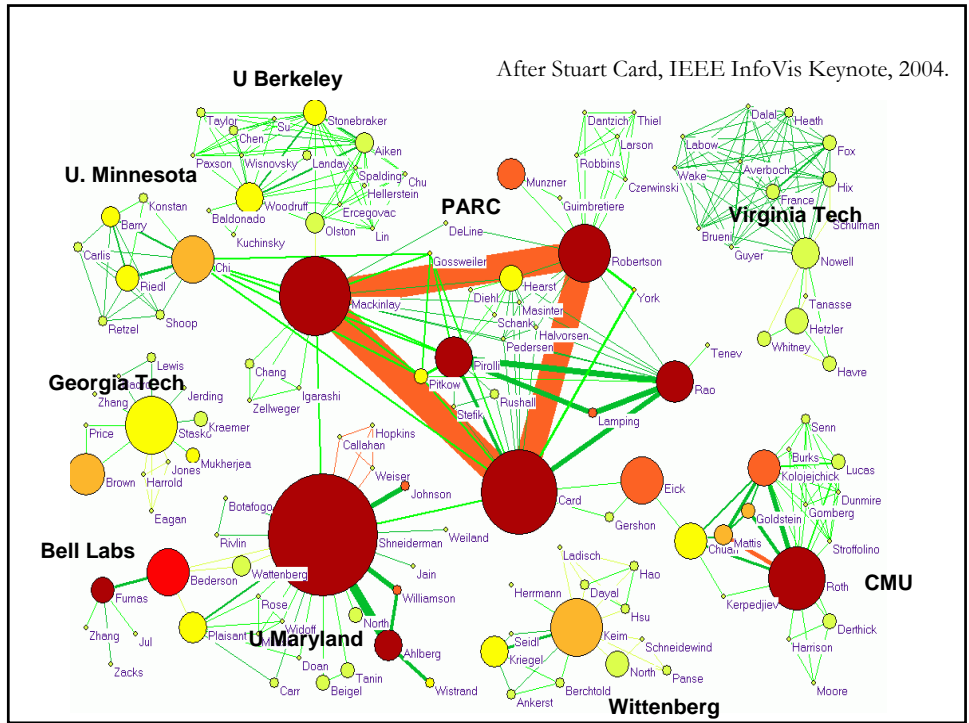 After Stuart Card, IEEE InfoVis Keynote, 2004.
U Berkeley
Taylor
Su
Stonebraker
Chen
Aiken
Paxson
Wisnovsky
Landay
Spalding
Chu
Hellerstein
Woodruff
Ercegovac
Baldonado
Olston
Lin
Kuchinsky
Dantzich
Thiel
Larson
Robbins
Czerwinski
Munzner
Guimbretiere
Dalal
Heath
Labow
Fox
Averboch
Wake
Hix
France
Virginia Tech
Schulman
Brueni
Guyer
Nowell
Tanasse
Hetzler
Whitney
Havre
U. Minnesota
Konstan
Barry
Carlis
Chi
Riedl
Retzel
Shoop
PARC
DeLine
Gossweiler
Robertson
Mackinlay
Hearst
Diehl
Masinter
York
Schank
Halvorsen
Pedersen
Pirolli
Tenev
Rao
Chang
Pitkow
Igarashi
Rushall
Zellweger
Stefik
Lamping
Lewis
Georgia Tech
Zhang
Jerding
Kraemer
Price
Stasko
Jones
Mukherjea
Brown
Harrold
Eagan
Hopkins
Callahan
Weiser
Johnson
Card
Eick
Gershon
Botafogo
Shneiderman
Weiland
Rivlin
Jain
Senn
Burks
Lucas
Kolojejchick
Dunmire
Gomberg
Goldstein
Mattis
Stroffolino
Roth
CMU
Kerpedjiev
Derthick
Harrison
Moore
Bell Labs
Bederson
Wattenberg
Furnas
Williamson
Rose
North
Zhang
Jul
Plaisant
Widoff
U Maryland
Ahlberg
Zacks
Doan
Tanin
Carr
Beigel
Wistrand
Ladisch
Hao
Herrmann
Dayal
Hsu
Seidl
Keim
Schneidewind
Kriegel
North
Panse
Berchtold
Ankerst
Wittenberg